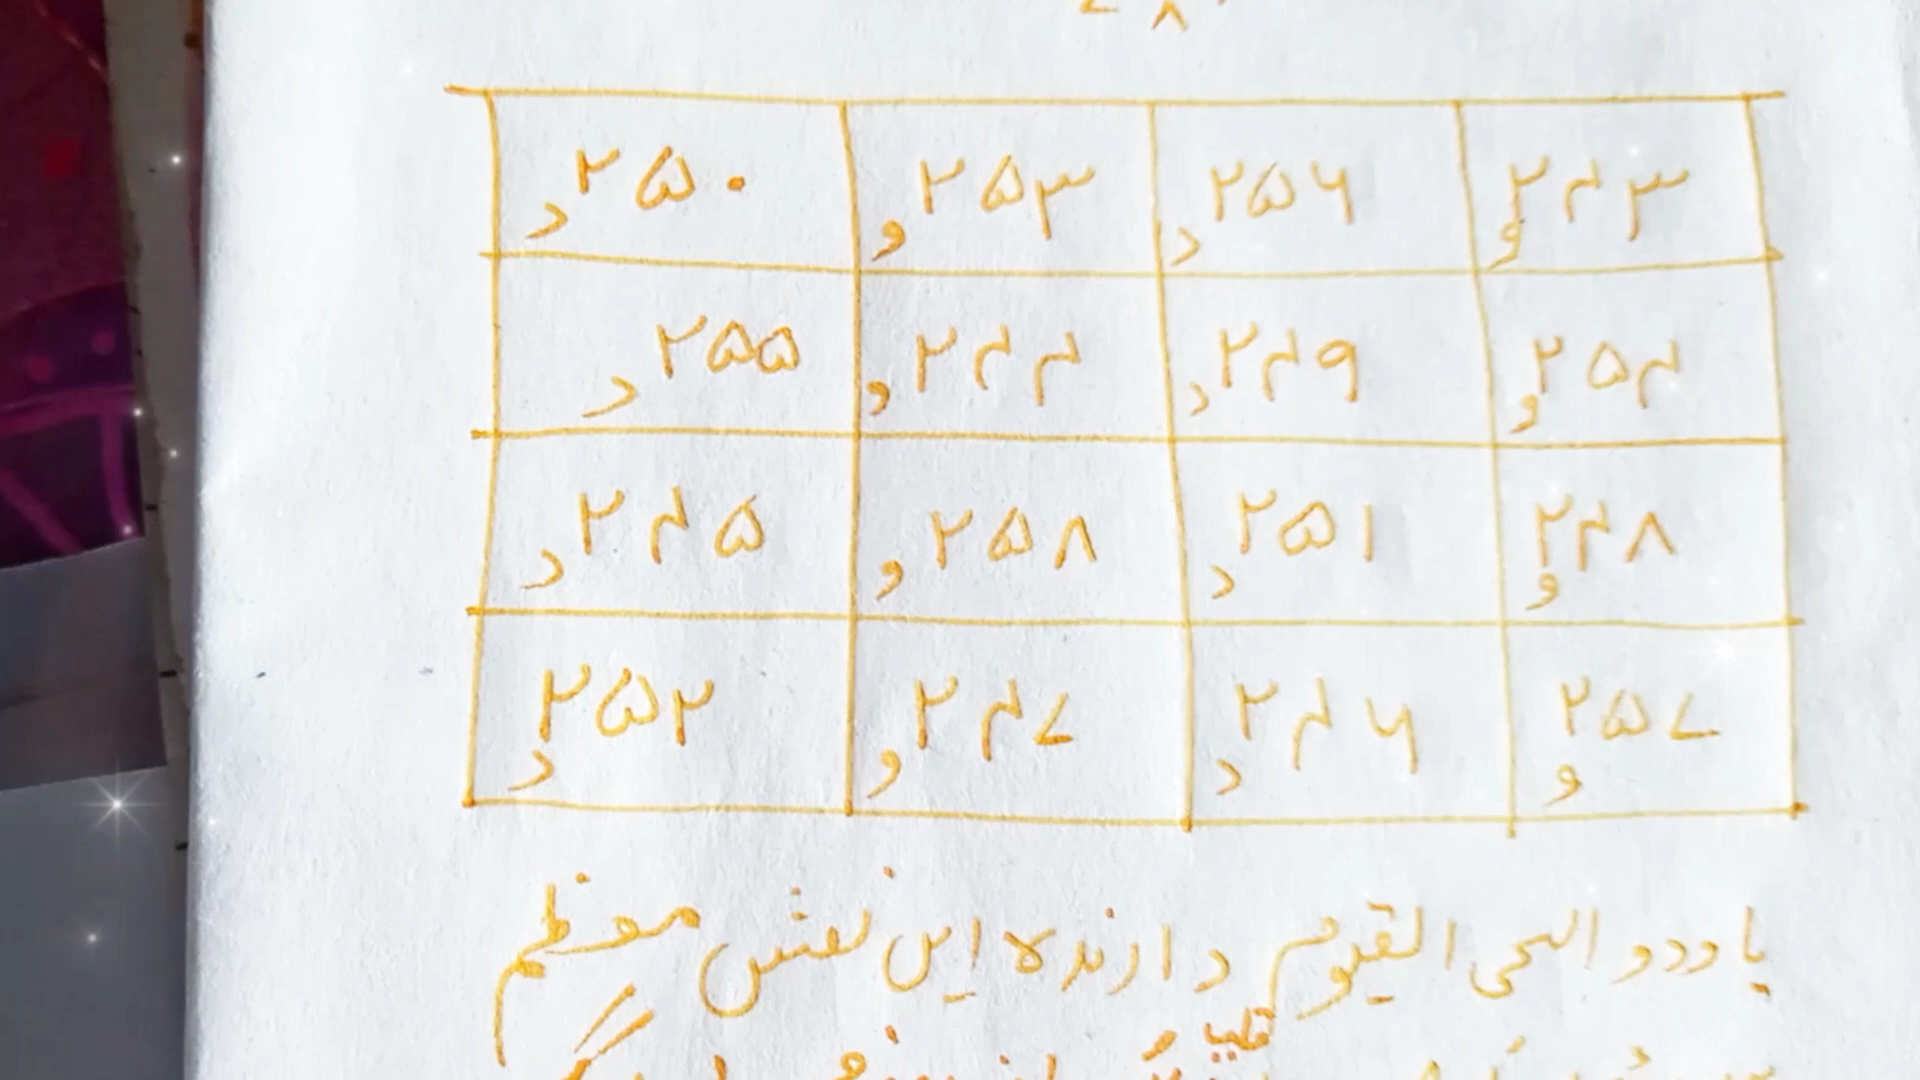 ۲۴۳ و ۲۵۶ د ۲۵۳ و ۲۵۰ د
۲۵۴ و ۲۴۹ د ۲۴۴ و ۲۵۵ د
۲۴۸ و ۲۵۱ د ۲۵۸ و ۲۴۵ د
۲۵۷ و ۲۴۶ د ۲۴۷ و ۲۵۲ د
یا ودود الحی القیوم دارنده این نقش معظم
قلب